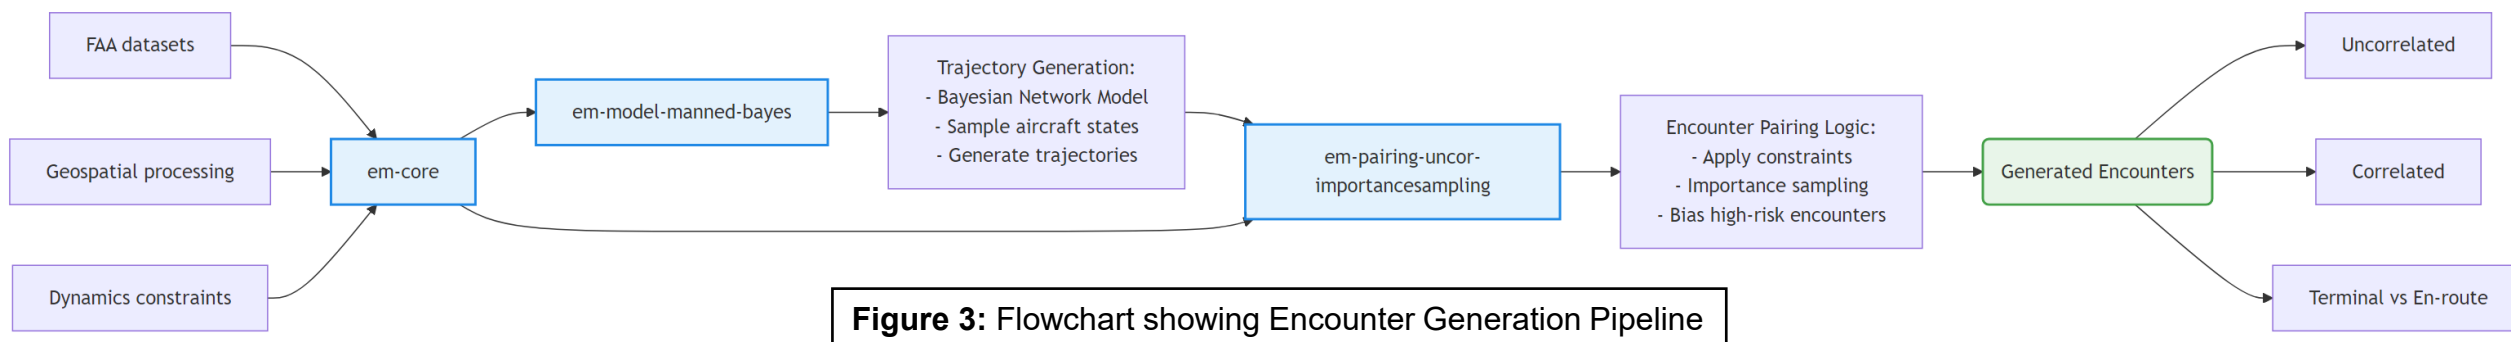 FAA datasets
Geospatial processing
Dynamics constraints
em-core
em-model-manned-bayes
Trajectory Generation:
- Bayesian Network Model
- Sample aircraft states
- Generate trajectories
em-pairing-uncor-
importancesampling
Encounter Pairing Logic:
- Apply constraints
- Importance sampling
- Bias high-risk encounters
Generated Encounters
Uncorrelated
Correlated
Terminal vs En-route
Figure 3: Flowchart showing Encounter Generation Pipeline